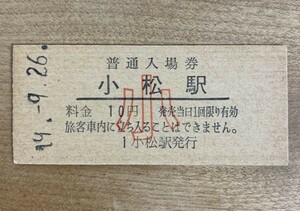 普通入場券
小松駅
小
料金 10円 発売当日1回限り有効
旅客車内に立ち入ることはできません。
1 小松駅発行
-9.26.